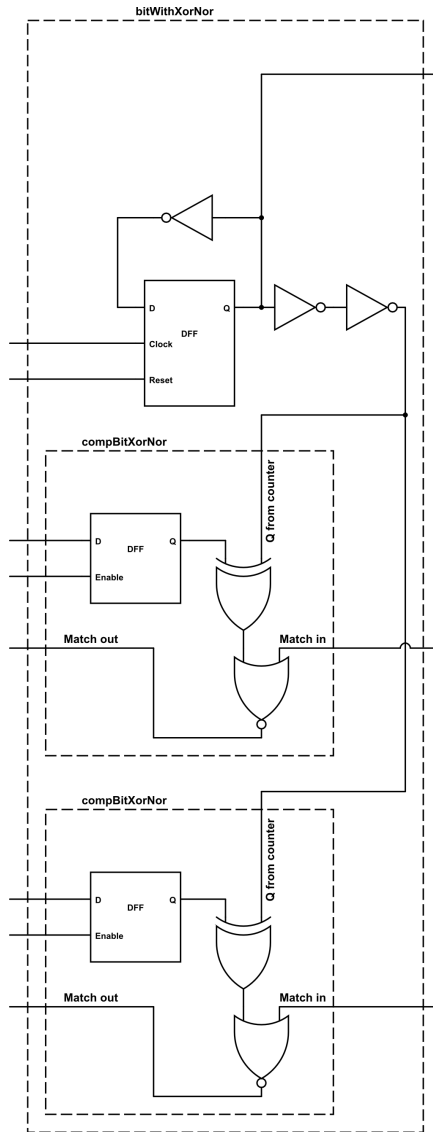 bitWithXorNor
D
Q
DFF
Clock
Reset
compBitXorNor
Q from counter
D
Q
DFF
Enable
Match out
Match in
compBitXorNor
Q from counter
D
Q
DFF
Enable
Match out
Match in